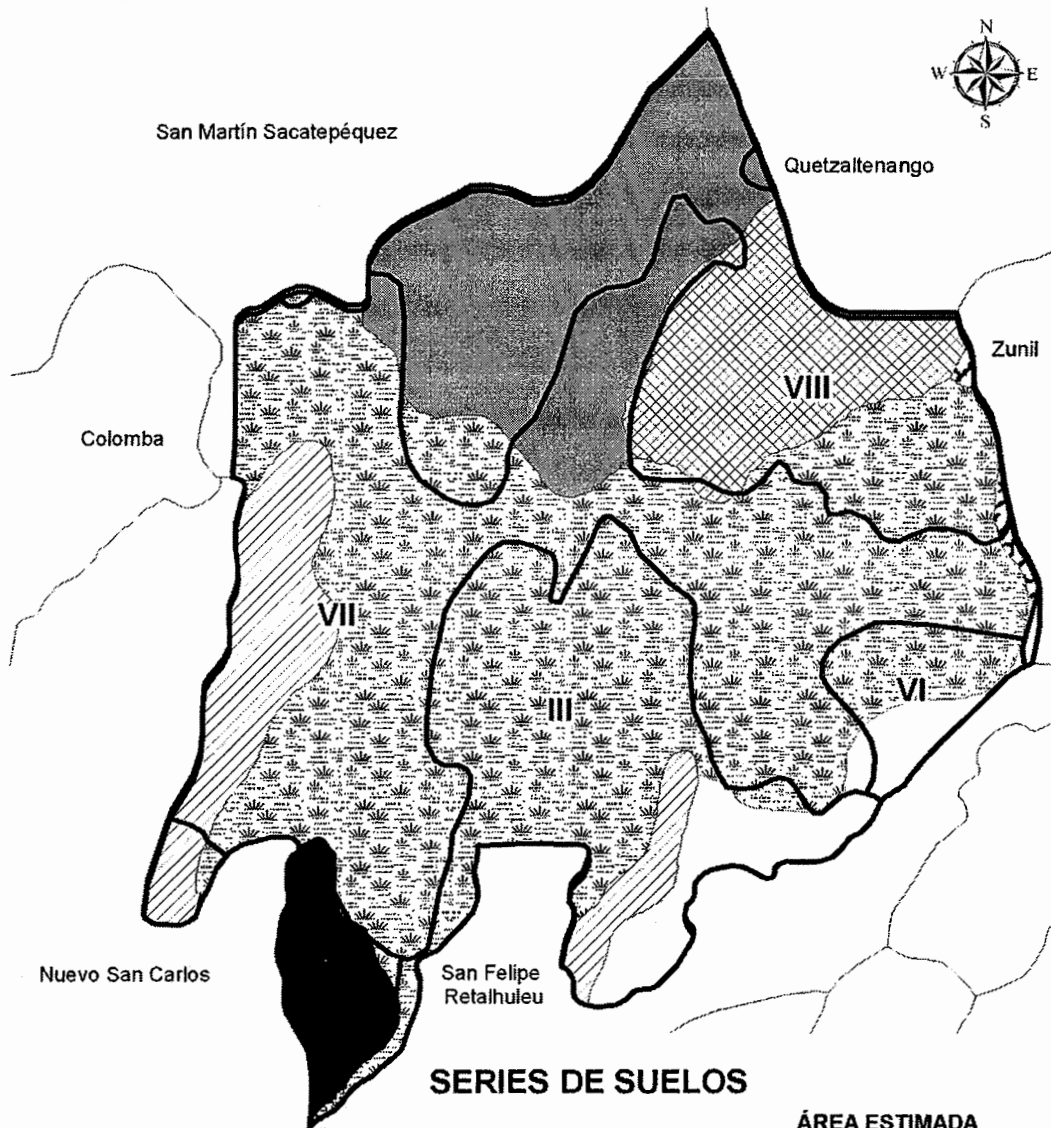 N
W E
S
San Martín Sacatepéquez
Quetzaltenango
Zunil
VIII
Colomba
VII
VI
III
Nuevo San Carlos
San Felipe
Retalhuleu
SERIES DE SUELOS
ÁREA ESTIMADA